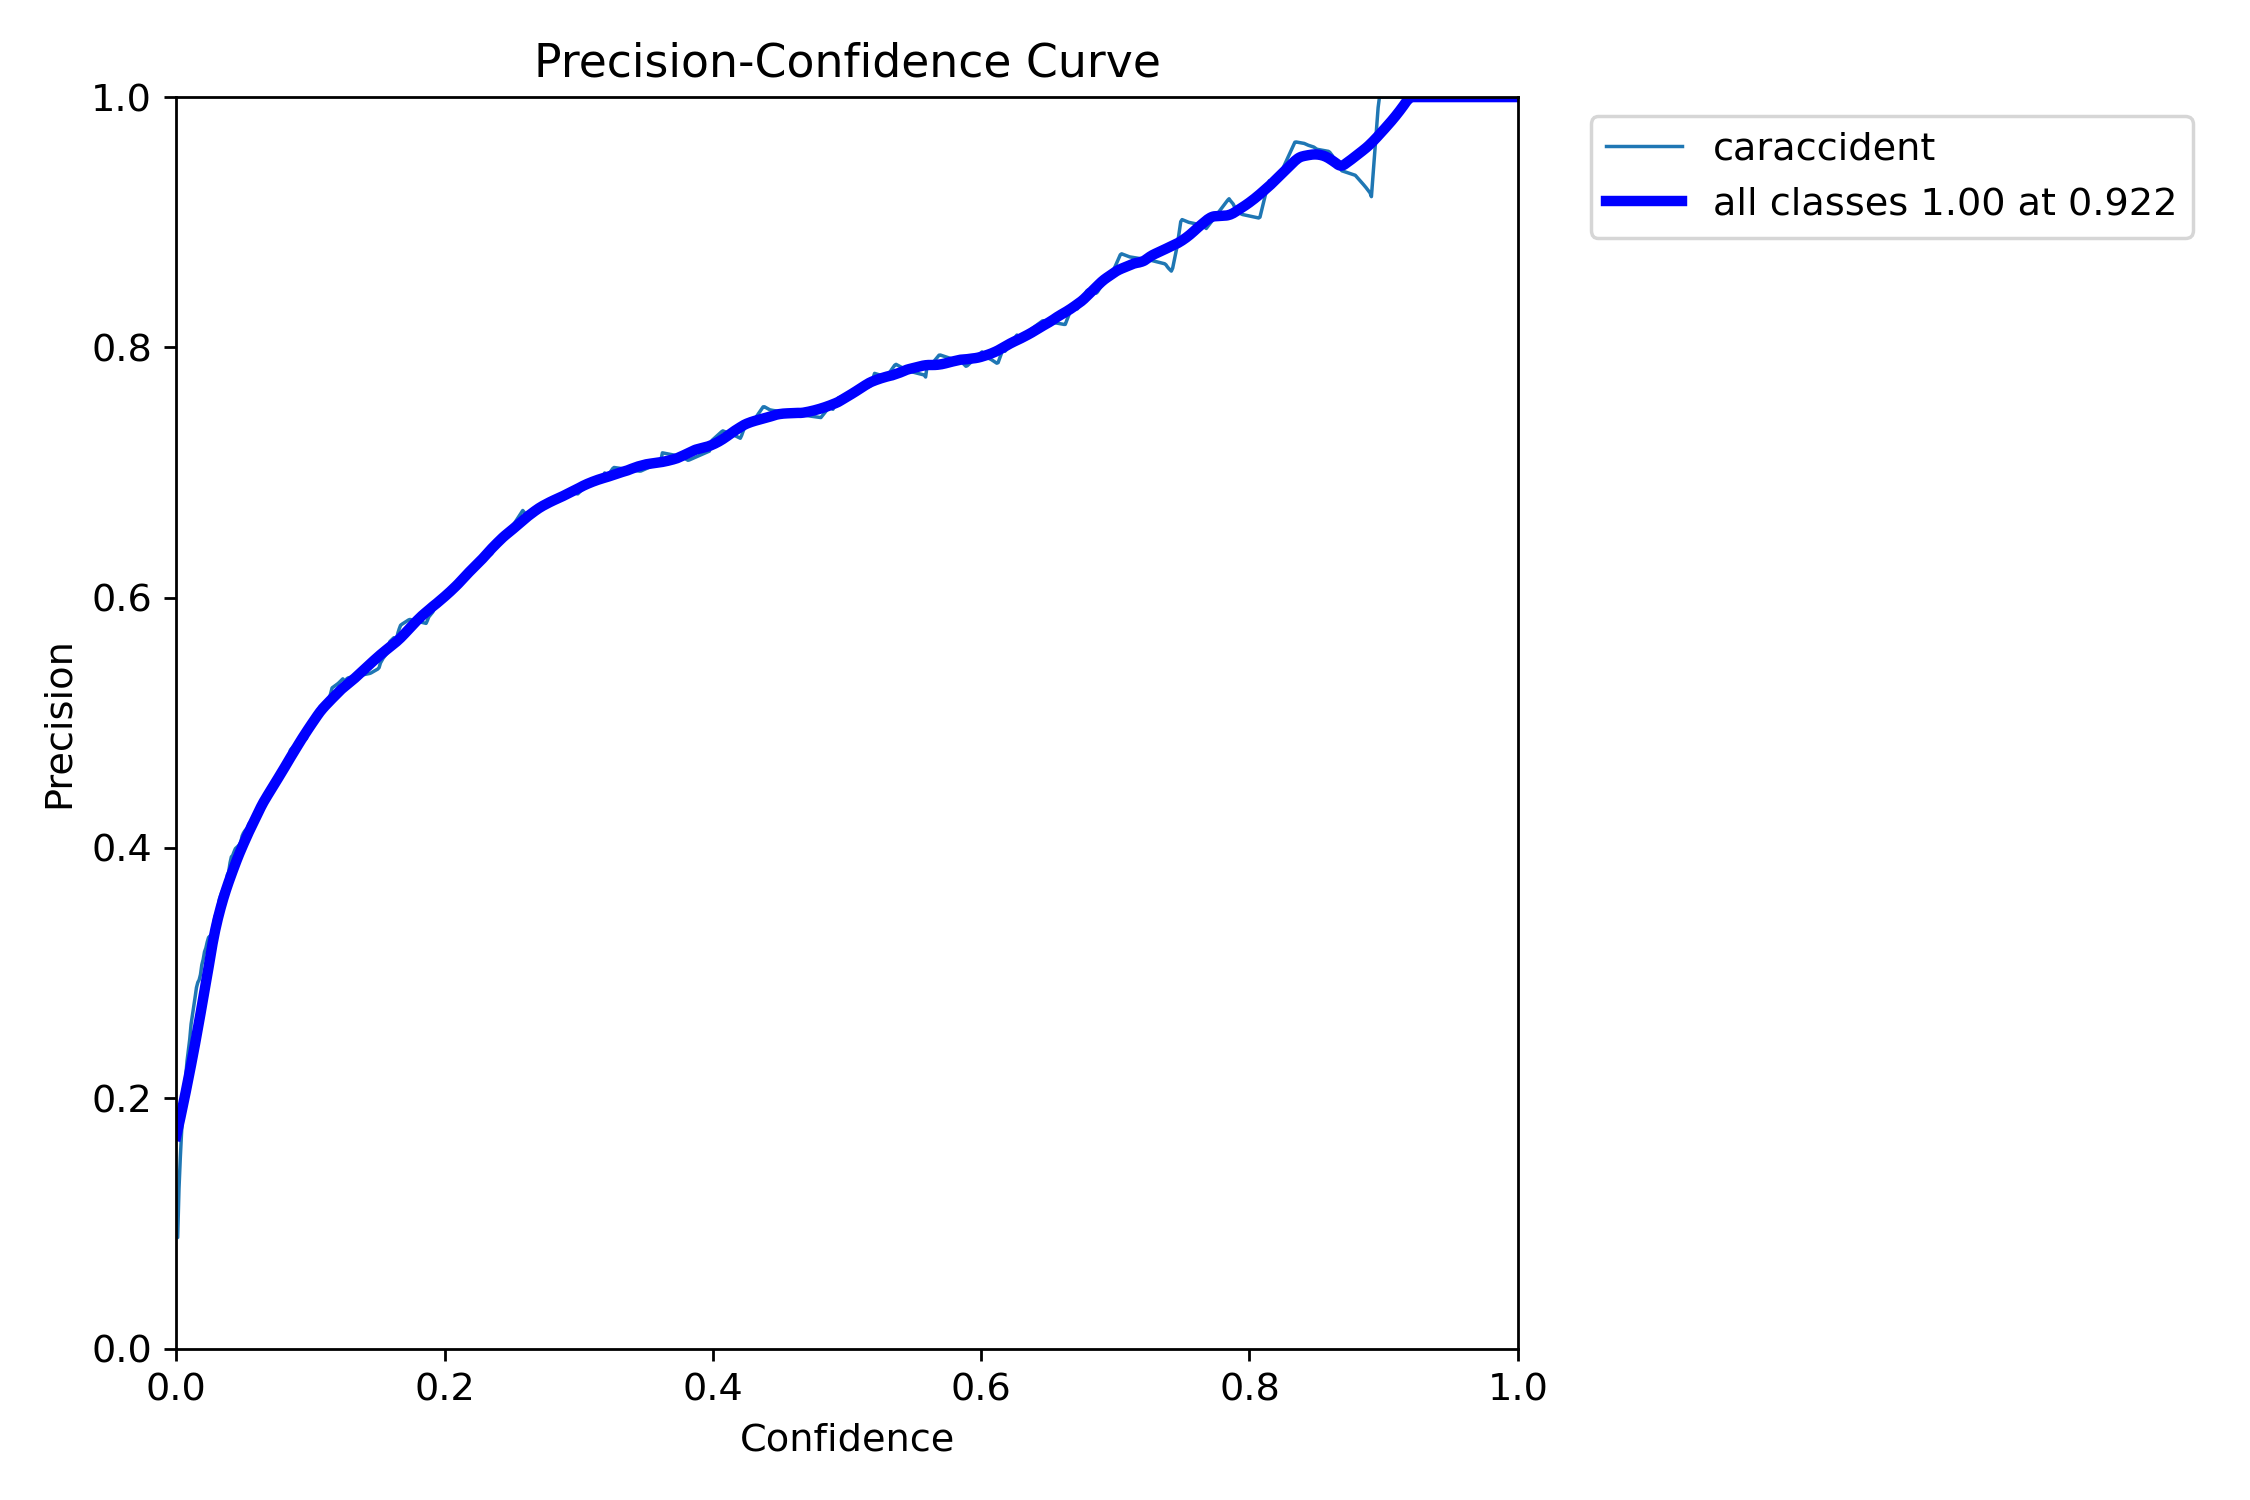 Precision-Confidence Curve
1.0
0.8
0.6
0.4
0.2
0.0
Precision
0.0 0.2 0.4 0.6 0.8 1.0
Confidence
caraccident
all classes 1.00 at 0.922